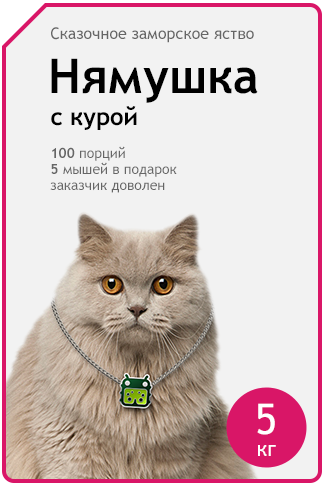 Сказочное заморское яство
Нямушка
с курой
100 порций
5 мышей в подарок
заказчик доволен
5
кг